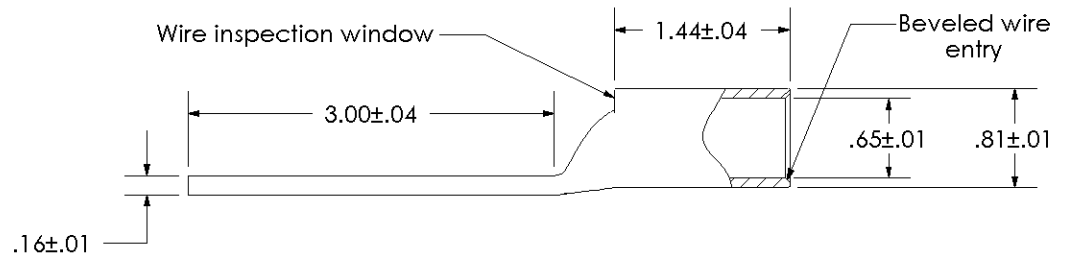 Wire inspection window
1.44±.04
Beveled wire
entry
3.00±.04
.65±.01
.81±.01
.16±.01